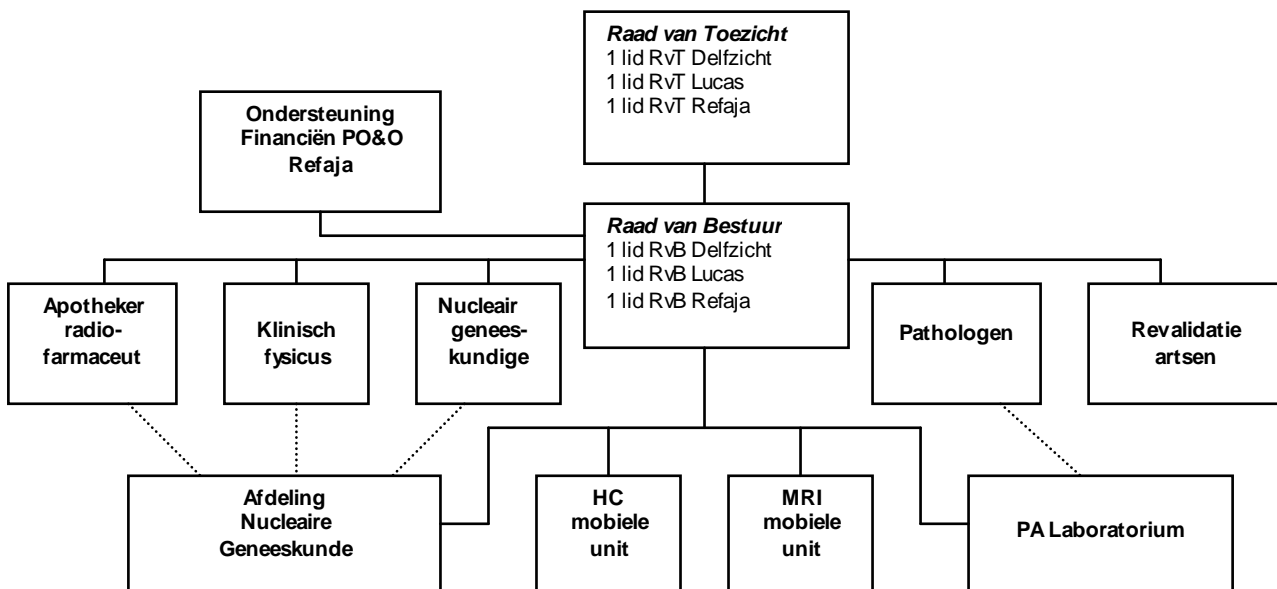 Raad van Toezicht
1 lid RvT Delfzicht
1 lid RvT Lucas
1 lid RvT Refaja
Ondersteuning
Financiën PO&O
Refaja
Raad van Bestuur
1 lid RvB Delfzicht
1 lid RvB Lucas
1 lid RvB Refaja
Apotheker
radio-
farmaceut
Klinisch
fysicus
Nucleair
genees-
kundige
Pathologen
Revalidatie
artsen
Afdeling
Nucleaire
Geneeskunde
HC
mobiele
unit
MRI
mobiele
unit
PA Laboratorium